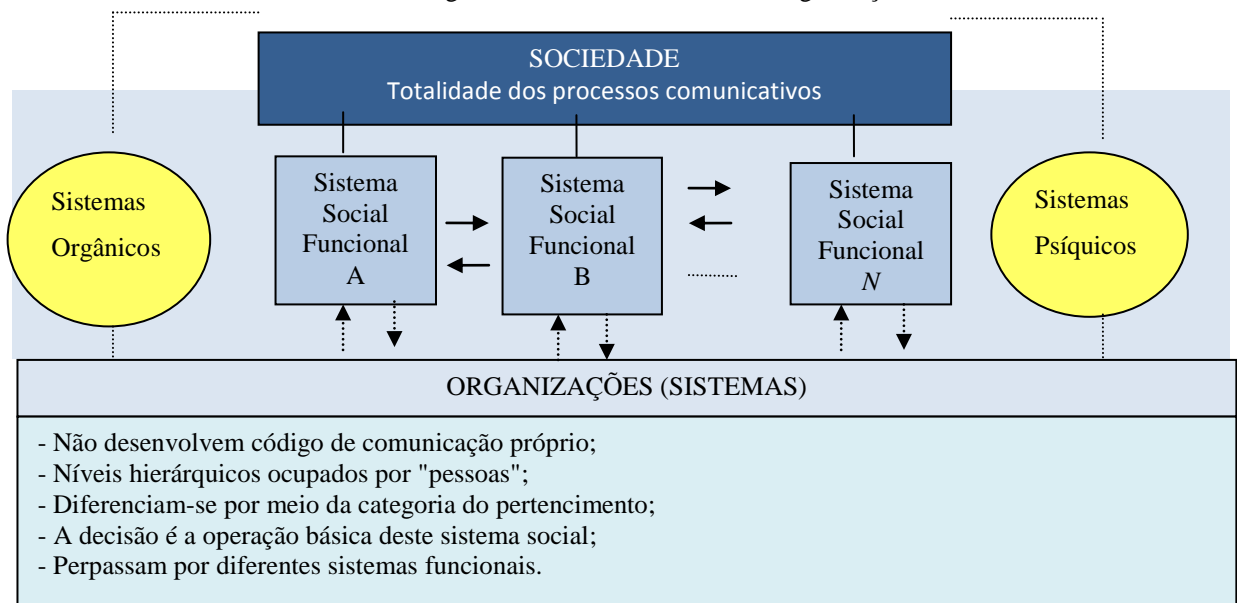 SOCIEDADE
Totalidade dos processos comunicativos
Sistemas
Orgânicos
Sistema
Social
Funcional
A
Sistema
Social
Funcional
B
Sistema
Social
Funcional
N
Sistemas
Psíquicos
ORGANIZAÇÕES (SISTEMAS)
- Não desenvolvem código de comunicação próprio;
- Níveis hierárquicos ocupados por "pessoas";
- Diferenciam-se por meio da categoria do pertencimento;
- A decisão é a operação básica deste sistema social;
- Perpassam por diferentes sistemas funcionais.